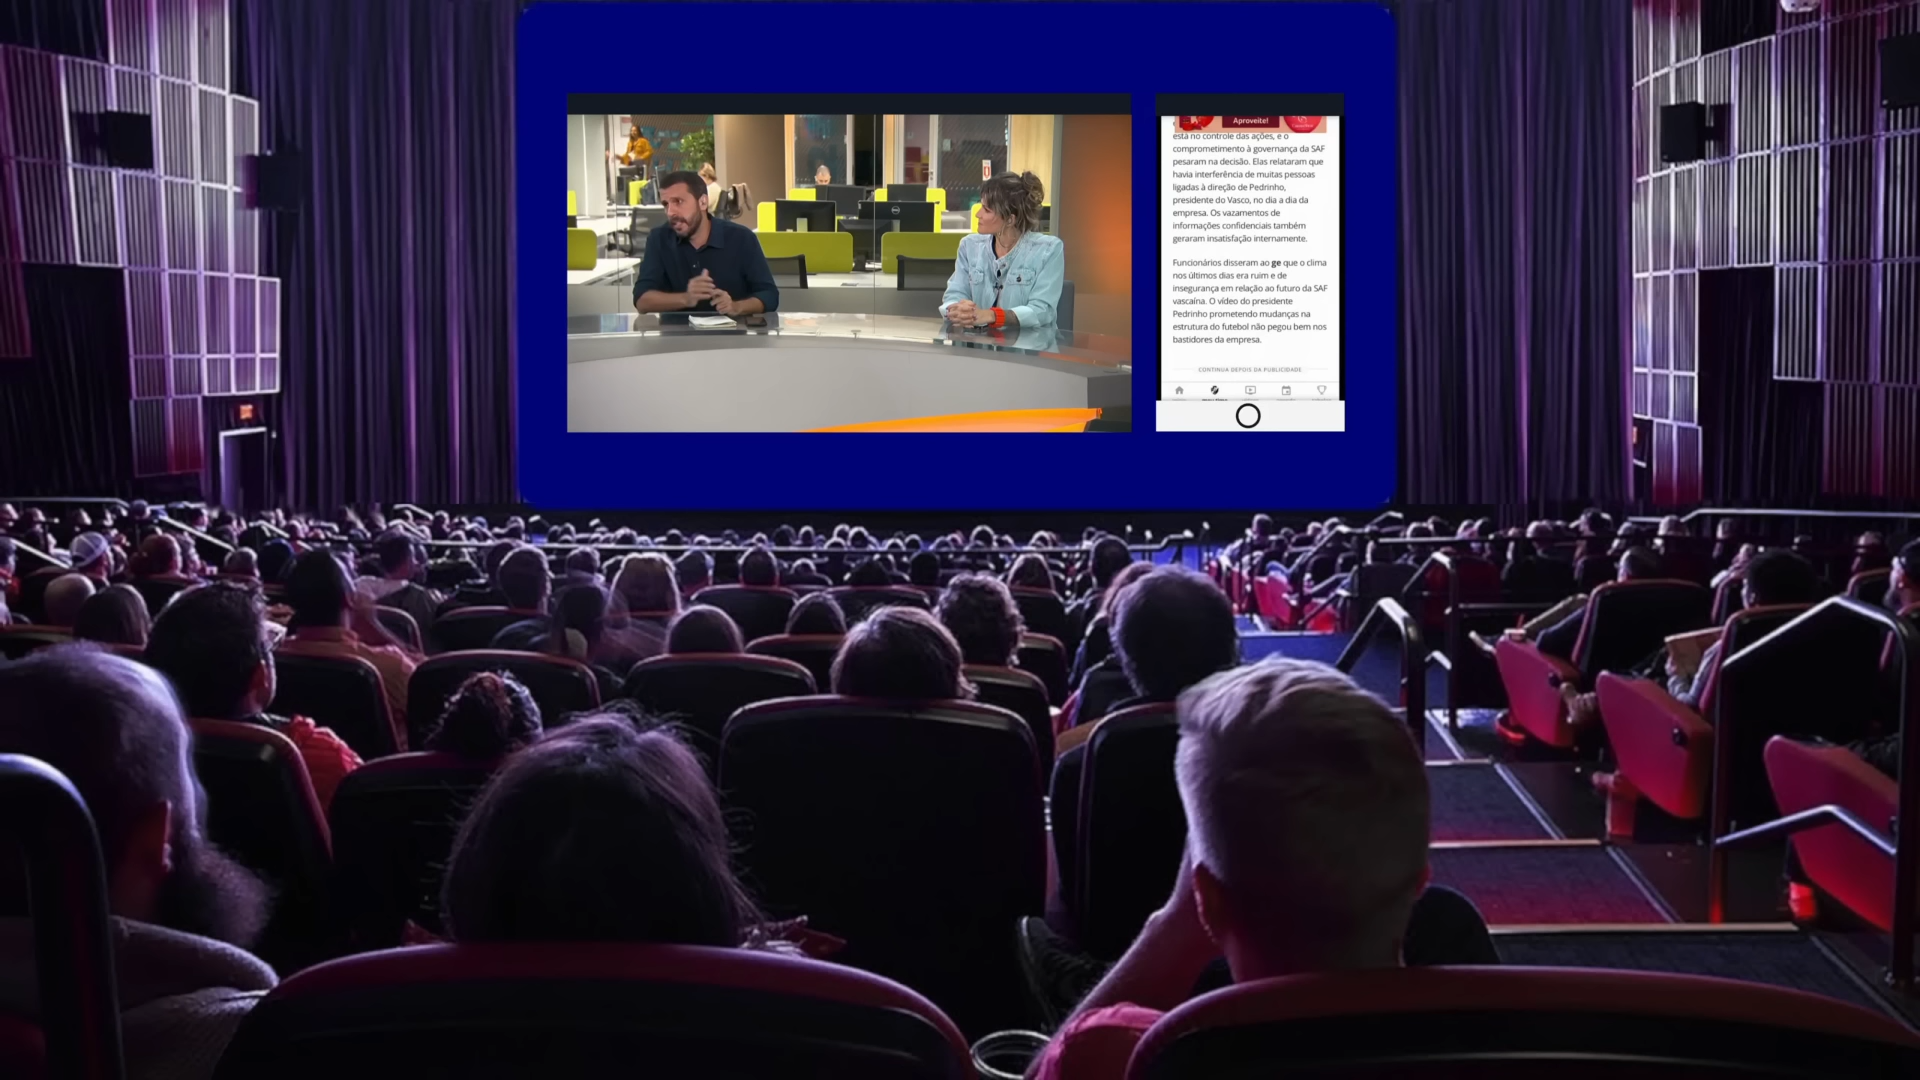 Aproveite!
está no controle das ações, e o
comprometimento à governança da SAF
pesaram na decisão. Elas relataram que
havia interferência de muitas pessoas
ligadas à direção de Pedrinho,
presidente do Vasco, no dia a dia da
empresa. Os vazamentos de
informações confidenciais também
geraram insatisfação internamente.
Funcionários disseram ao ge que o clima
nos últimos dias era ruim e de
insegurança em relação ao futuro da SAF
vascaína. O vídeo do presidente
Pedrinho prometendo mudanças na
estrutura do futebol não pegou bem nos
bastidores da empresa.
CONTINUA DEPOIS DA PUBLICIDADE